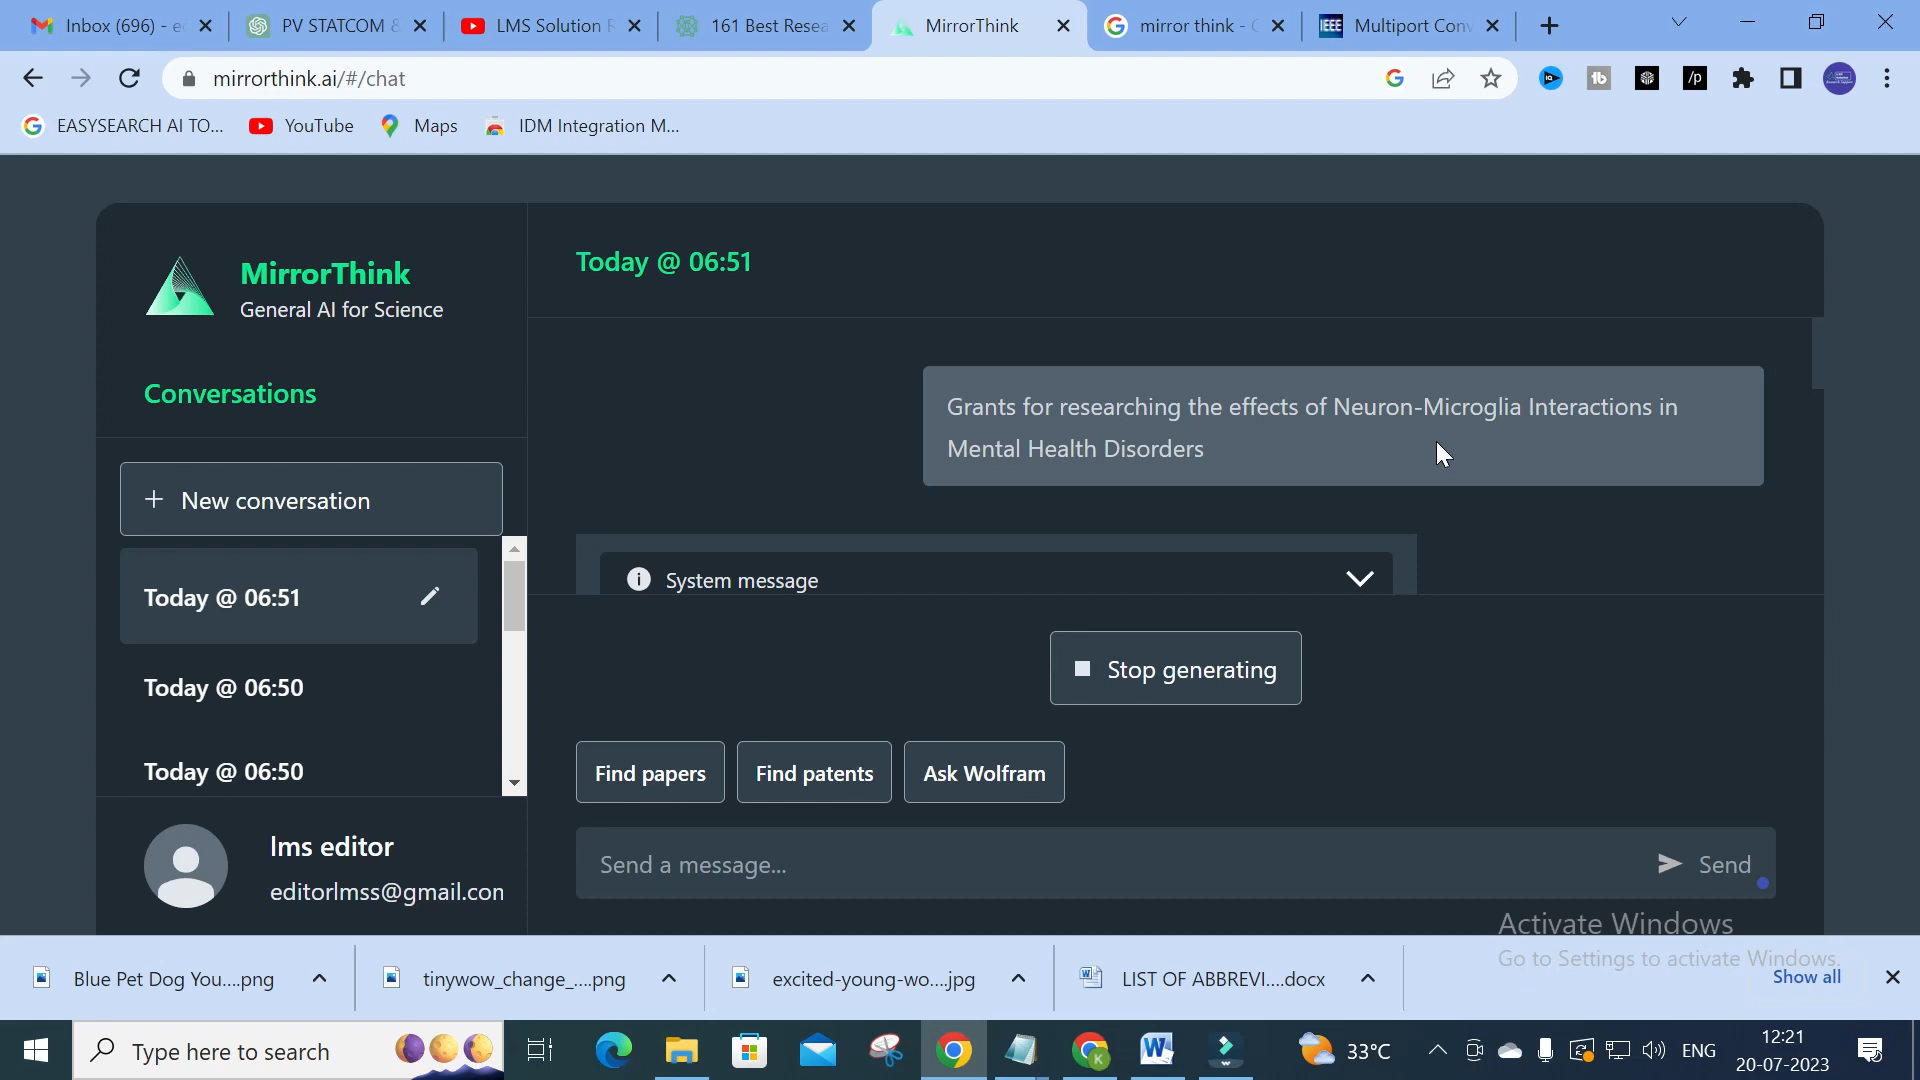 Inbox (696) - e
PV STATCOM &
LMS Solution R
161 Best Resea
MirrorThink
mirror think - G
IEEE
Multiport Conv
mirrorthink.ai/#/chat
EASYSEARCH AI TO...
YouTube
Maps
IDM Integration M...
MirrorThink
General AI for Science
Today @ 06:51
Conversations
Grants for researching the effects of Neuron-Microglia Interactions in
Mental Health Disorders
+ New conversation
System message
Today @ 06:51
Stop generating
Today @ 06:50
Today @ 06:50
Find papers
Find patents
Ask Wolfram
lms editor
editorlmss@gmail.con
Send a message...
Send
Activate Windows
Go to Settings to activate Windows.
Blue Pet Dog You....png
tinywow_change_....png
excited-young-wo....jpg
LIST OF ABBREVI....docx
Show all
Type here to search
33°C
ENG
12:21
20-07-2023